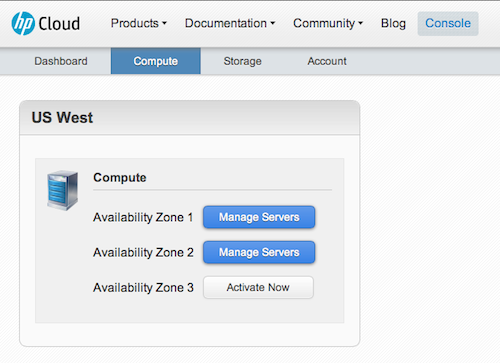 hp Cloud Products Documentation Community Blog Console
Dashboard Compute Storage Account
US West
Compute
Availability Zone 1 Manage Servers
Availability Zone 2 Manage Servers
Availability Zone 3 Activate Now